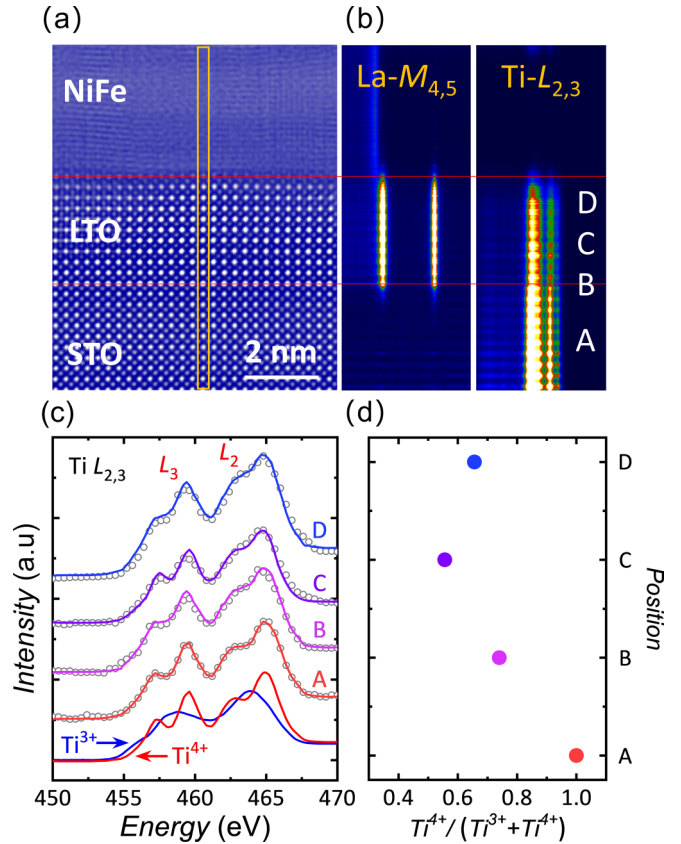 (a)
(b)
NiFe
LTO
STO
2 nm
La-M4,5
Ti-L2,3
D
C
B
A
(c)
(d)
Ti L2,3
L3
L2
D
C
B
A
Ti3+
Ti4+
Intensity (a.u)
450 455 460 465 470
Energy (eV)
D
C
B
A
Position
0.4 0.6 0.8 1.0
Ti4+/(Ti3++Ti4+)